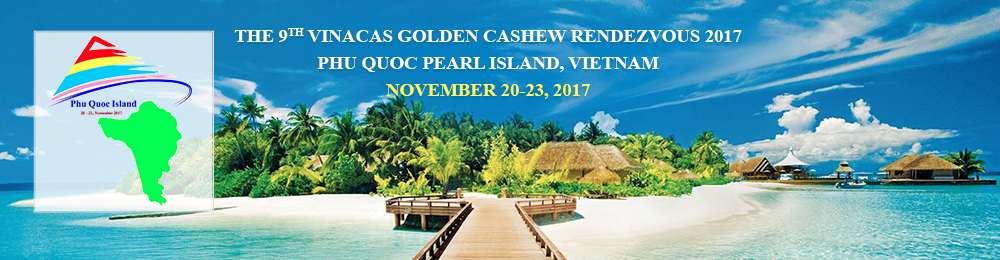 THE 9TH VINACAS GOLDEN CASHEW RENDEZVOUS 2017
PHU QUOC PEARL ISLAND, VIETNAM
NOVEMBER 20-23, 2017
Phu Quoc Island
20 - 23, November 2017